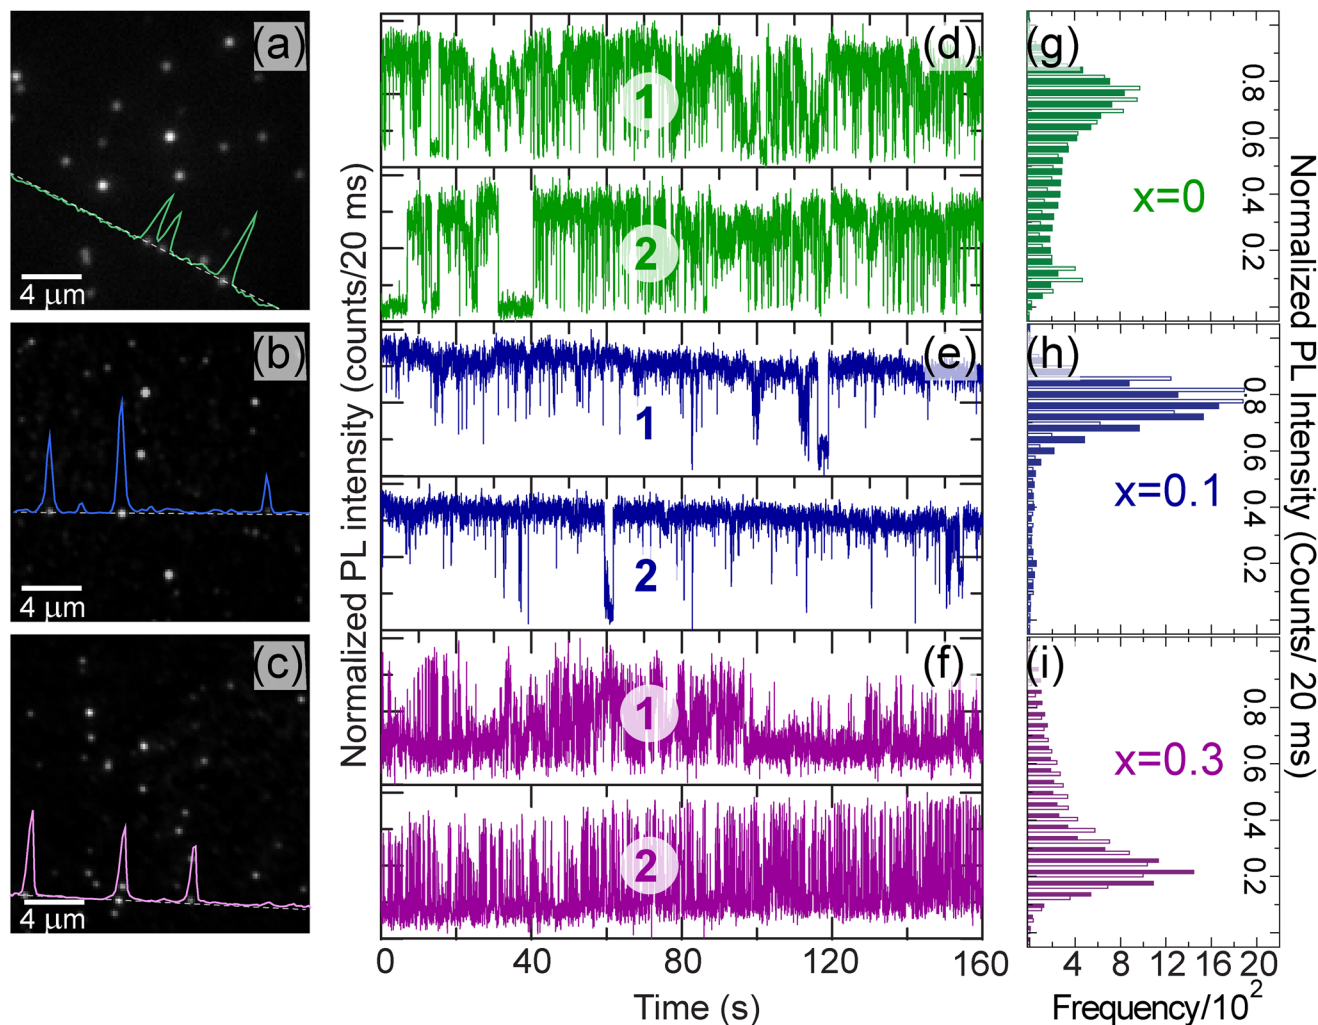 (a)
4 μm
(b)
4 μm
(c)
4 μm
Normalized PL intensity (counts/20 ms)
(d)
1
2
(e)
1
2
(f)
1
2
0 40 80 120 160
Time (s)
(g)
x=0
0.8
0.6
0.4
0.2
(h)
x=0.1
0.8
0.6
0.4
0.2
(i)
x=0.3
0.8
0.6
0.4
0.2
4 8 12 16 20
Frequency/10²
Normalized PL Intensity (Counts/ 20 ms)